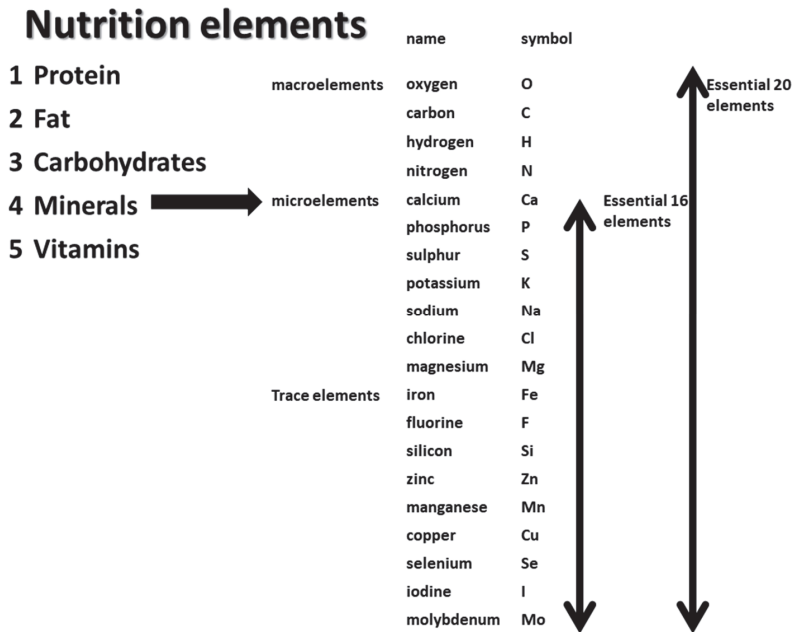 Nutrition elements
1 Protein
2 Fat
3 Carbohydrates
4 Minerals
5 Vitamins
name symbol
macroelements oxygen O
carbon C
hydrogen H
nitrogen N
microelements calcium Ca
phosphorus P
sulphur S
potassium K
sodium Na
chlorine Cl
magnesium Mg
Trace elements iron Fe
fluorine F
silicon Si
zinc Zn
manganese Mn
copper Cu
selenium Se
iodine I
molybdenum Mo
Essential 16
elements
Essential 20
elements